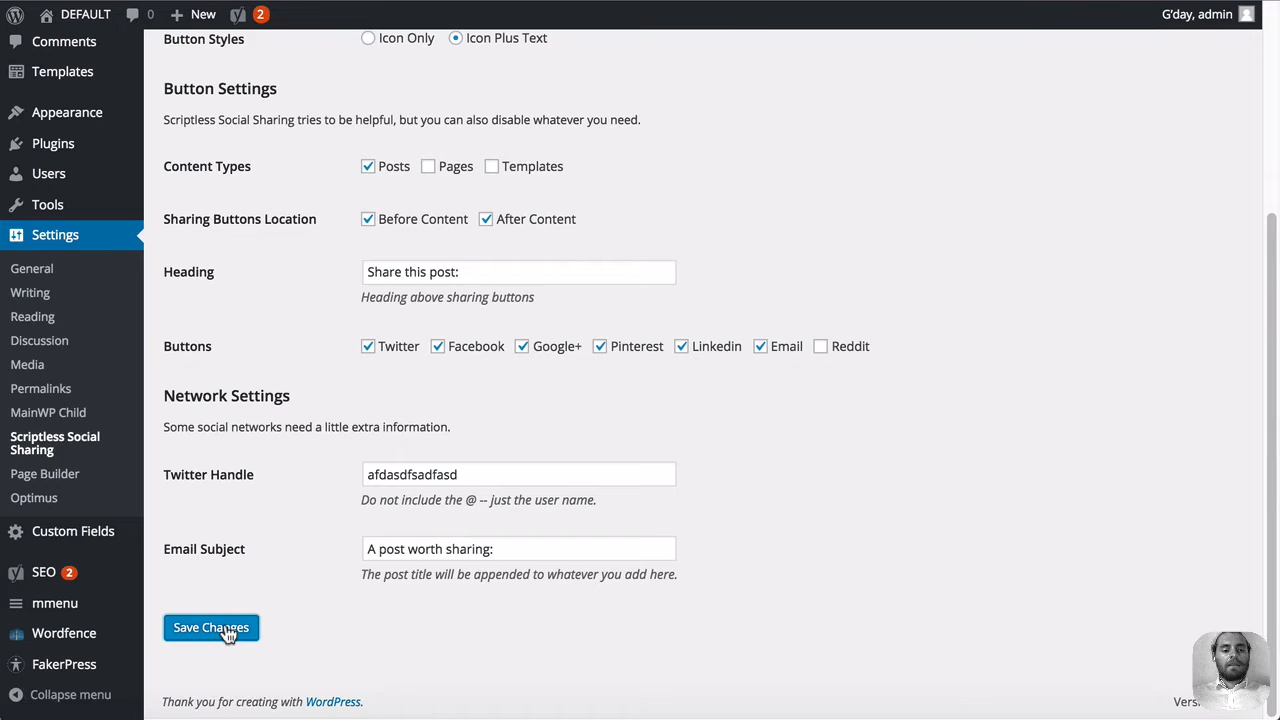 DEFAULT 0 New 2 G'day, admin
Comments
Templates
Appearance
Plugins
Users
Tools
Settings
General
Writing
Reading
Discussion
Media
Permalinks
MainWP Child
Scriptless Social
Sharing
Page Builder
Optimus
Custom Fields
SEO 2
mmenu
Wordfence
FakerPress
Collapse menu
Button Styles Icon Only Icon Plus Text
Button Settings
Scriptless Social Sharing tries to be helpful, but you can also disable whatever you need.
Content Types Posts Pages Templates
Sharing Buttons Location Before Content After Content
Heading Share this post:
Heading above sharing buttons
Buttons Twitter Facebook Google+ Pinterest Linkedin Email Reddit
Network Settings
Some social networks need a little extra information.
Twitter Handle afdasdfsadfasd
Do not include the @ -- just the user name.
Email Subject A post worth sharing:
The post title will be appended to whatever you add here.
Save Changes
Thank you for creating with WordPress.